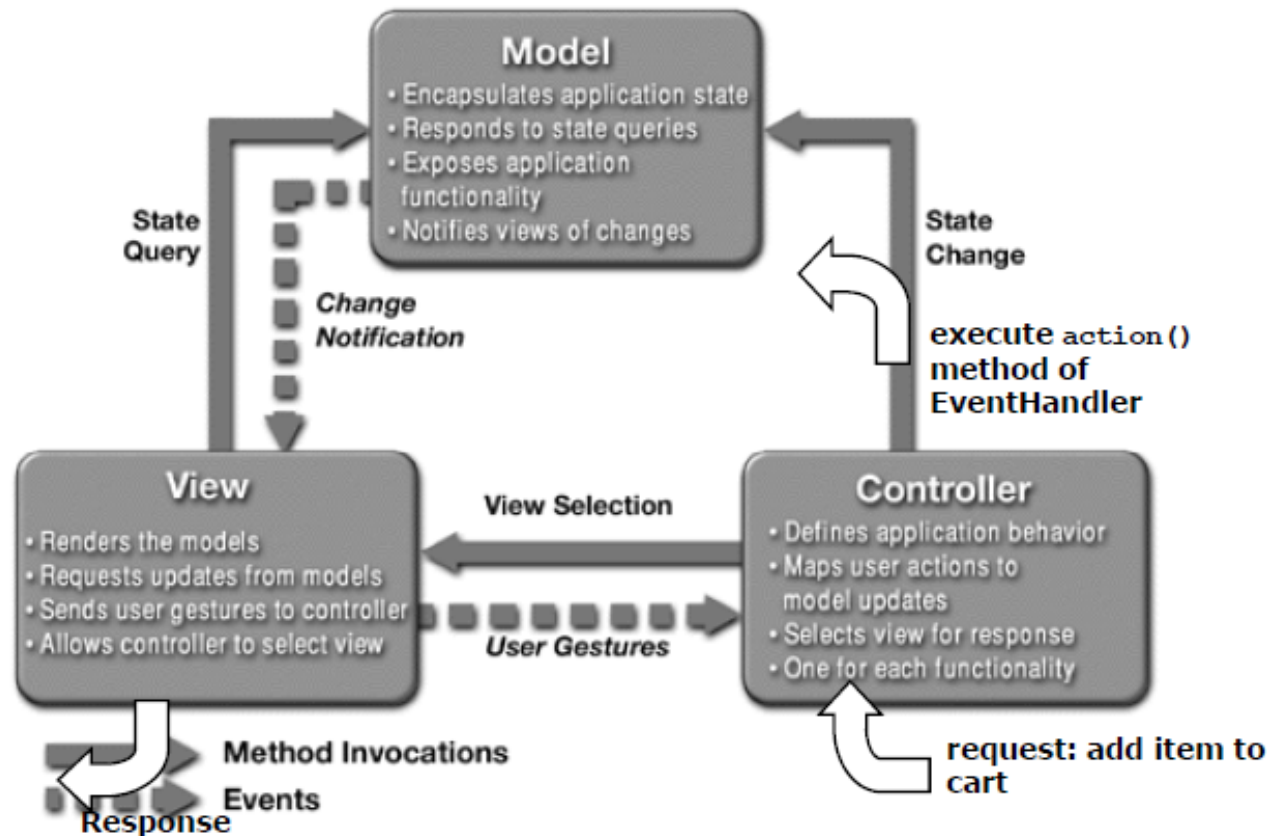 Model
• Encapsulates application state
• Responds to state queries
• Exposes application
functionality
• Notifies views of changes
State
Query
State
Change
Change
Notification
execute action()
method of
EventHandler
View
• Renders the models
• Requests updates from models
• Sends user gestures to controller
• Allows controller to select view
View Selection
User Gestures
Controller
• Defines application behavior
• Maps user actions to
model updates
• Selects view for response
• One for each functionality
Method Invocations
Events
Response
request: add item to
cart